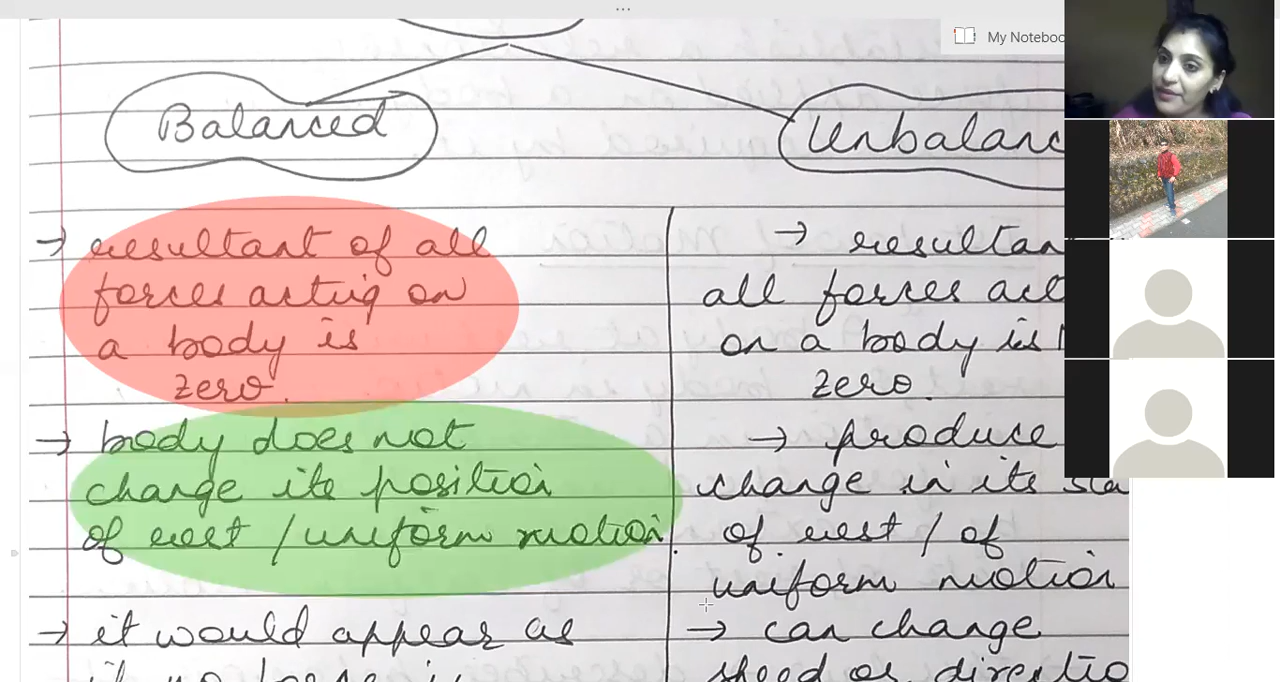 My Notebo
Balanced
Unbalanc
→ resultant of all
forces acting on
a body is
zero.
→ body does not
change its position
of rest / uniform motion.
→ it would appear as
→ resultan
all forces act
on a body is
zero.
→ produce
change in its sta
of rest / of
uniform motion
→ can change
speed or directio